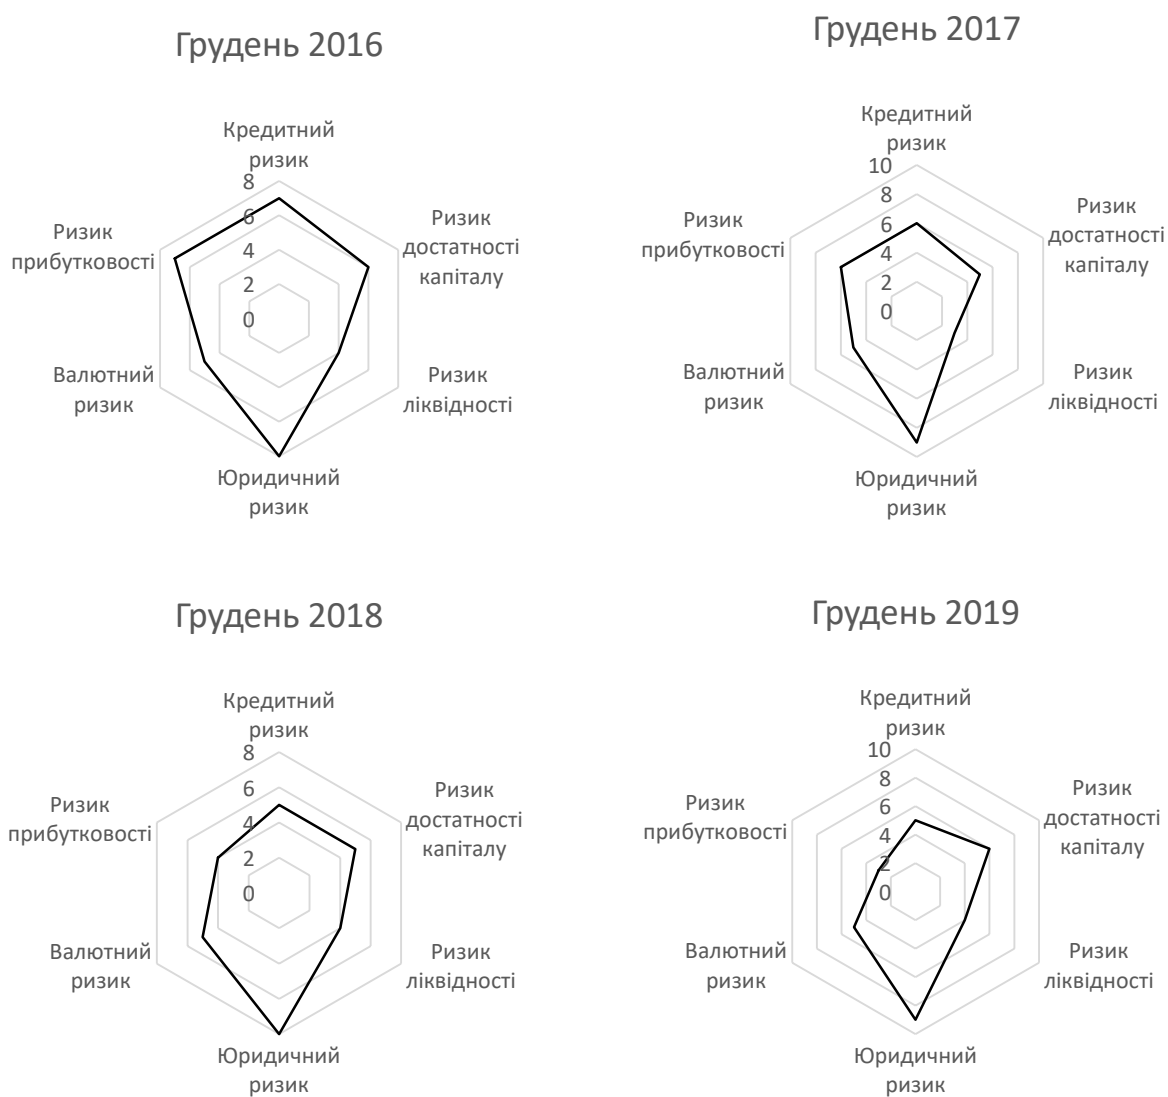 Грудень 2016
Кредитний
ризик
8
6
4
2
0
Ризик
достатності
капіталу
Ризик
ліквідності
Юридичний
ризик
Валютний
ризик
Ризик
прибутковості
Грудень 2017
Кредитний
ризик
10
8
6
4
2
0
Ризик
достатності
капіталу
Ризик
ліквідності
Юридичний
ризик
Валютний
ризик
Ризик
прибутковості
Грудень 2018
Кредитний
ризик
8
6
4
2
0
Ризик
достатності
капіталу
Ризик
ліквідності
Юридичний
ризик
Валютний
ризик
Ризик
прибутковості
Грудень 2019
Кредитний
ризик
10
8
6
4
2
0
Ризик
достатності
капіталу
Ризик
ліквідності
Юридичний
ризик
Валютний
ризик
Ризик
прибутковості